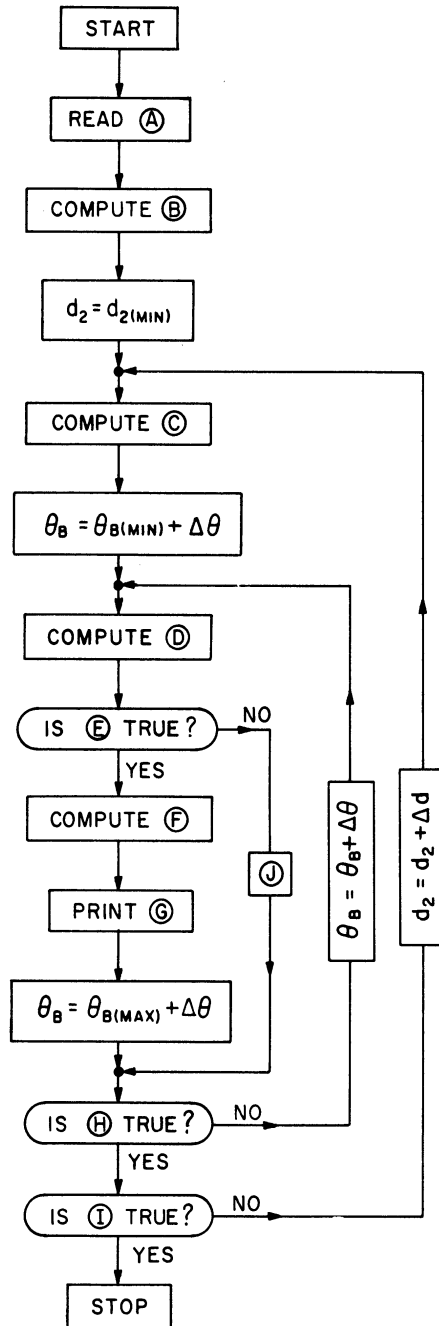 START
READ Ⓐ
COMPUTE Ⓑ
d₂ = d₂(MIN)
COMPUTE Ⓒ
θB = θB(MIN) + Δθ
COMPUTE Ⓓ
IS Ⓔ TRUE?
NO
YES
COMPUTE Ⓕ
Ⓙ
PRINT Ⓖ
θB = θB(MAX) + Δθ
θB = θB + Δθ
d₂ = d₂ + Δd
IS Ⓗ TRUE?
NO
YES
IS Ⓘ TRUE?
NO
YES
STOP